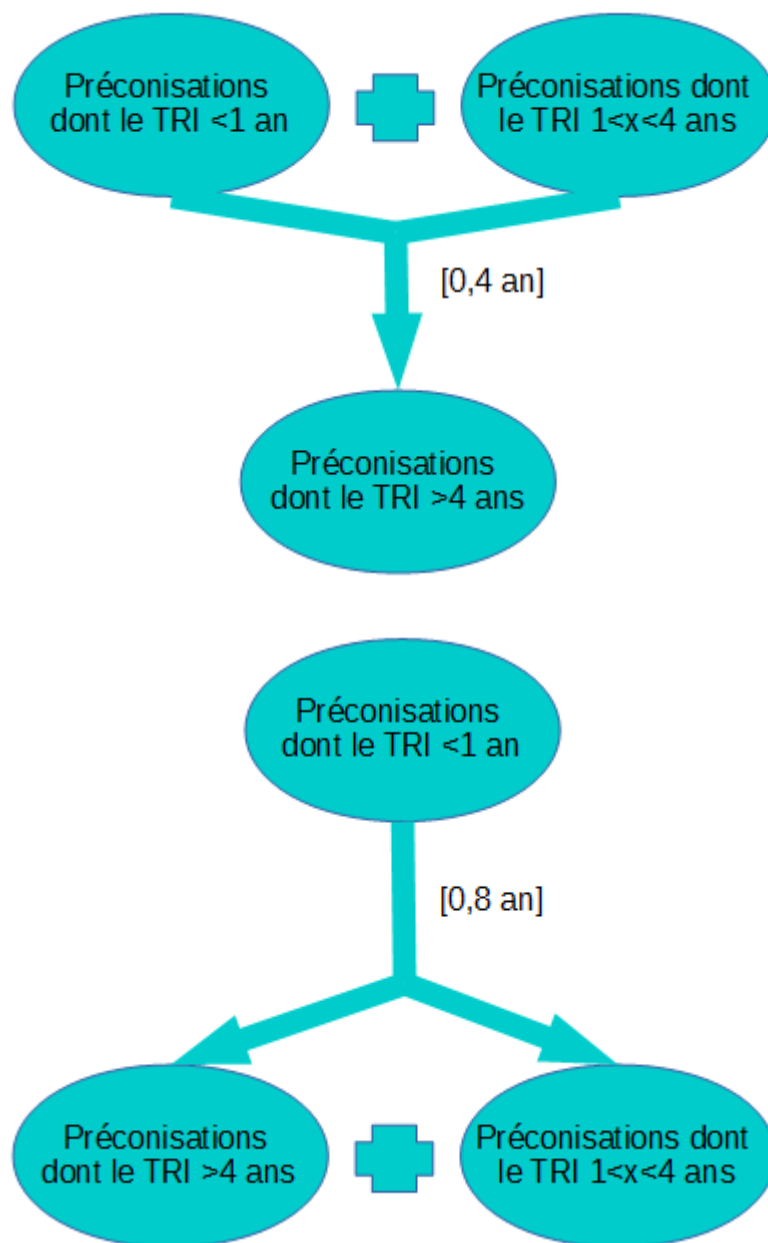 Préconisations
dont le TRI <1 an
Préconisations dont
le TRI 1<x<4 ans
[0,4 an]
Préconisations
dont le TRI >4 ans
Préconisations
dont le TRI <1 an
[0,8 an]
Préconisations
dont le TRI >4 ans
Préconisations dont
le TRI 1<x<4 ans